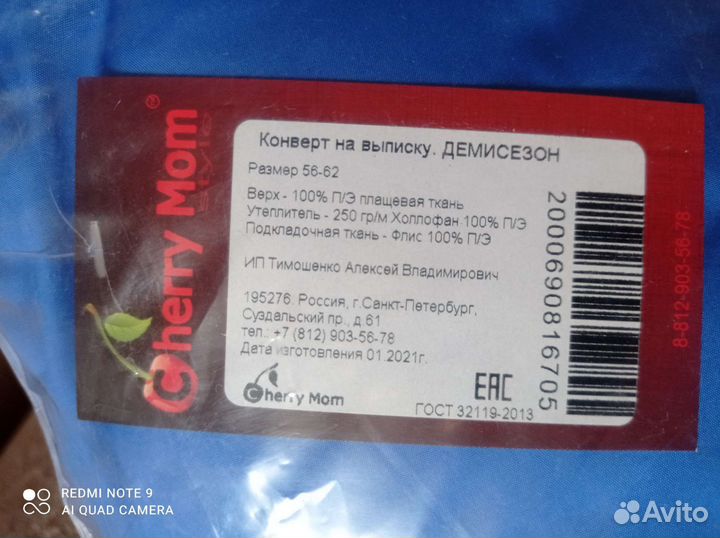 Cherry Mom®
style
Конверт на выписку. ДЕМИСЕЗОН
Размер 56-62
Верх - 100% П/Э плащевая ткань
Утеплитель - 250 гр/м Холлофан 100% П/Э
Подкладочная ткань - Флис 100% П/Э
ИП Тимошенко Алексей Владимирович
195276. Россия, г.Санкт-Петербург,
Суздальский пр., д.61
тел.: +7 (812) 903-56-78
Дата изготовления 01.2021г.
Cherry Mom
EAC
ГОСТ 32119-2013
2000690816705
8-812-903-56-78
REDMI NOTE 9
AI QUAD CAMERA
Avito